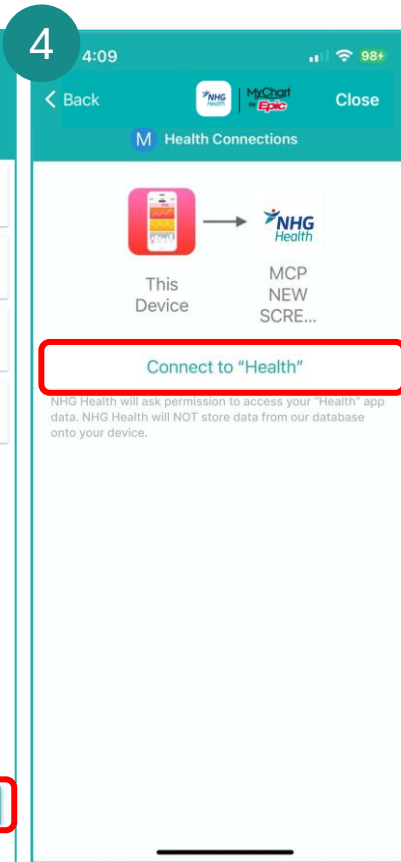 4
4:09
98
Back
NHG
Health
MyChart
by Epic
Close
M Health Connections
NHG
Health
This
Device
MCP
NEW
SCRE...
Connect to “Health”
NHG Health will ask permission to access your “Health” app
data. NHG Health will NOT store data from our database
onto your device.